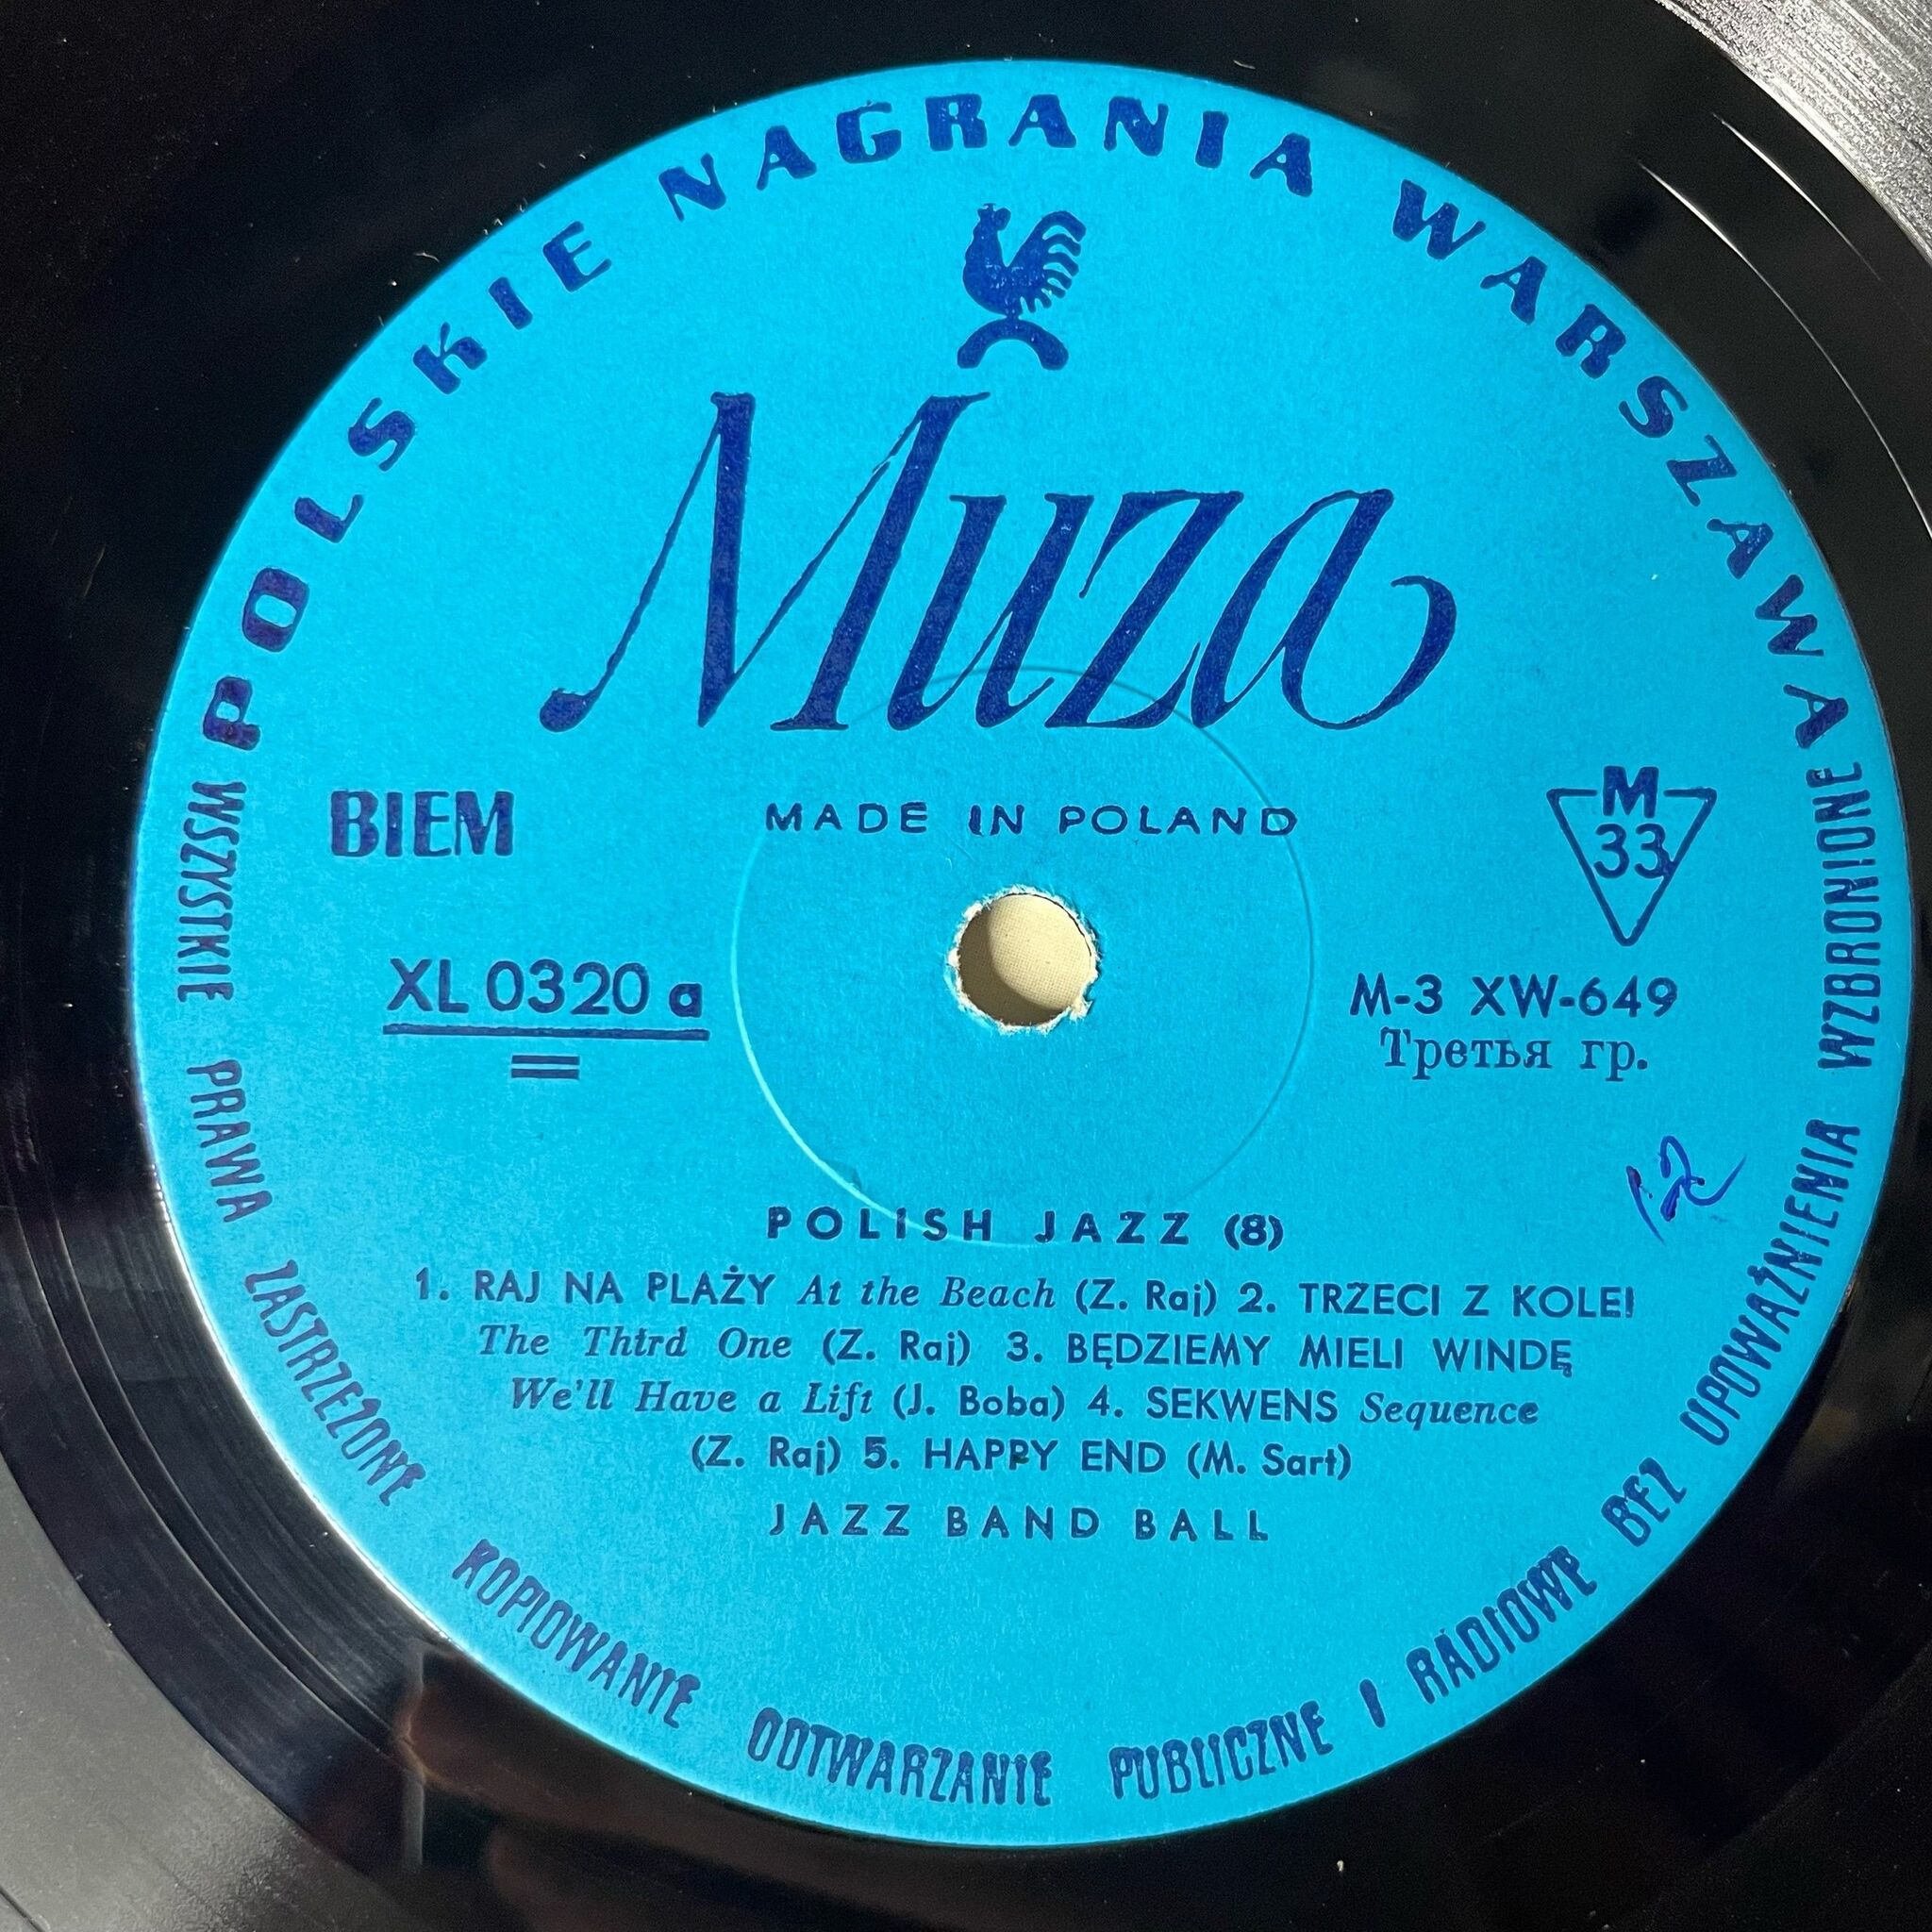 POLSKIE NAGRANIA WARSZAWA
Muza
BIEM
MADE IN POLAND
M
33
XL 0320 a
M-3 XW-649
Третья гр.
12
POLISH JAZZ (8)
1. RAJ NA PLAŻY At the Beach (Z. Raj) 2. TRZECI Z KOLEI
The Third One (Z. Raj) 3. BĘDZIEMY MIELI WINDĘ
We'll Have a Lift (J. Boba) 4. SEKWENS Sequence
(Z. Raj) 5. HAPPY END (M. Sart)
JAZZ BAND BALL
WSZYSTKIE PRAWA ZASTRZEŻONE KOPIOWANIE ODTWARZANIE PUBLICZNE I RADIOWE BEZ UPOWAŻNIENIA WZBRONIONE